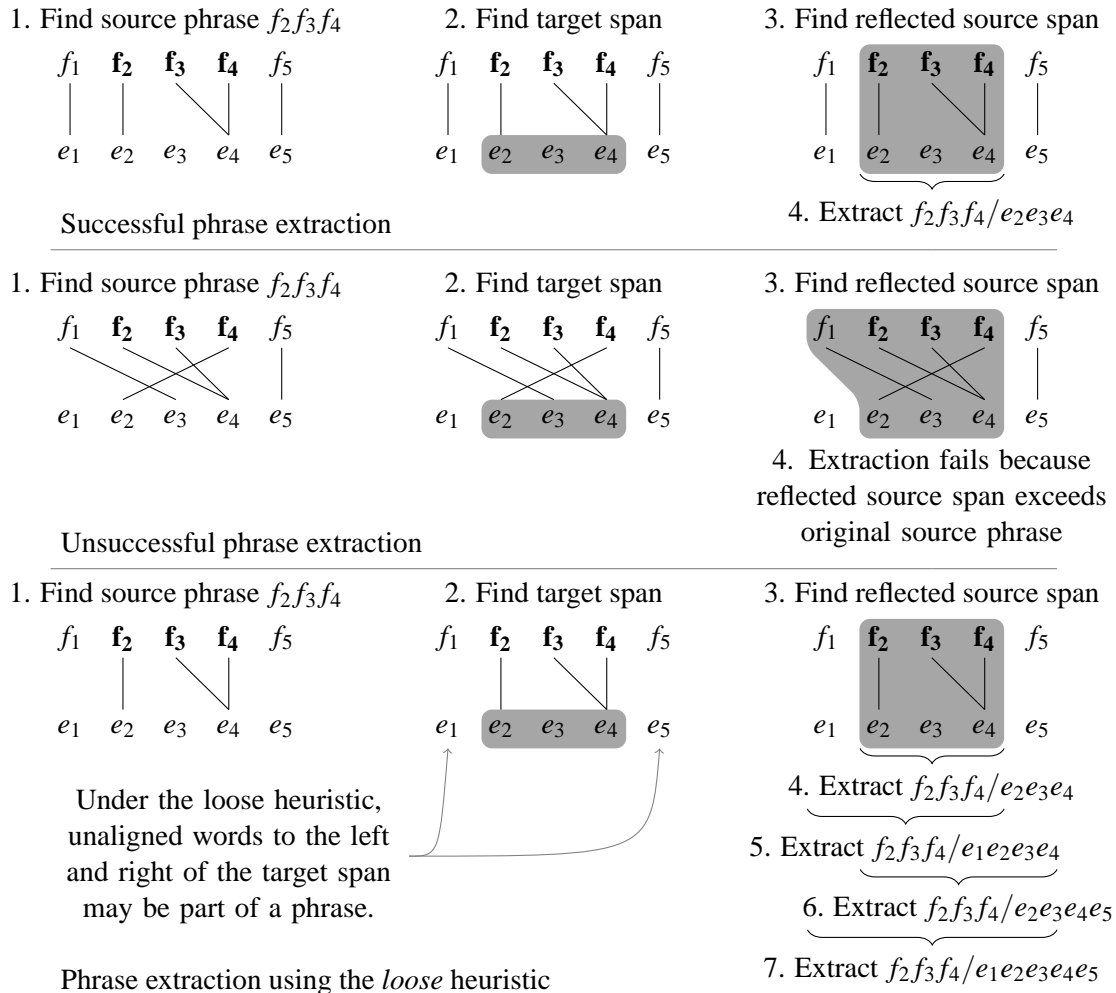 1. Find source phrase f₂f₃f₄
2. Find target span
3. Find reflected source span
f₁ f₂ f₃ f₄ f₅
f₁ f₂ f₃ f₄ f₅
f₁ f₂ f₃ f₄ f₅
e₁ e₂ e₃ e₄ e₅
e₁ e₂ e₃ e₄ e₅
e₁ e₂ e₃ e₄ e₅
4. Extract f₂f₃f₄/e₂e₃e₄
Successful phrase extraction
1. Find source phrase f₂f₃f₄
2. Find target span
3. Find reflected source span
f₁ f₂ f₃ f₄ f₅
f₁ f₂ f₃ f₄ f₅
f₁ f₂ f₃ f₄ f₅
e₁ e₂ e₃ e₄ e₅
e₁ e₂ e₃ e₄ e₅
e₁ e₂ e₃ e₄ e₅
4. Extraction fails because
reflected source span exceeds
original source phrase
Unsuccessful phrase extraction
1. Find source phrase f₂f₃f₄
2. Find target span
3. Find reflected source span
f₁ f₂ f₃ f₄ f₅
f₁ f₂ f₃ f₄ f₅
f₁ f₂ f₃ f₄ f₅
e₁ e₂ e₃ e₄ e₅
e₁ e₂ e₃ e₄ e₅
e₁ e₂ e₃ e₄ e₅
Under the loose heuristic,
unaligned words to the left
and right of the target span
may be part of a phrase.
4. Extract f₂f₃f₄/e₂e₃e₄
5. Extract f₂f₃f₄/e₁e₂e₃e₄
6. Extract f₂f₃f₄/e₂e₃e₄e₅
7. Extract f₂f₃f₄/e₁e₂e₃e₄e₅
Phrase extraction using the loose heuristic